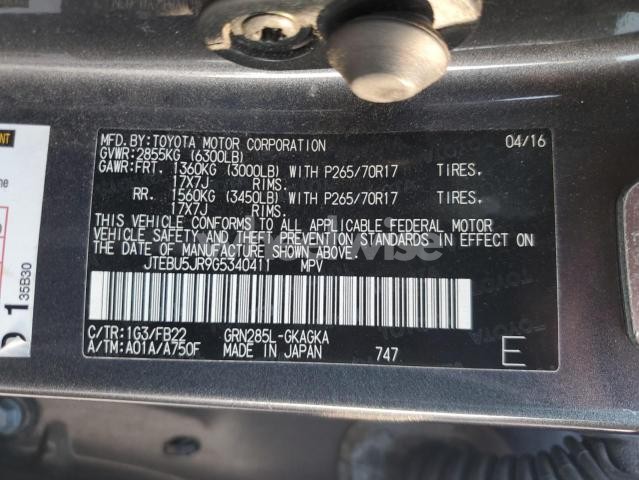 MFD.BY:TOYOTA MOTOR CORPORATION 04/16
GVWR:2855KG (6300LB)
GAWR:FRT. 1360KG (3000LB) WITH P265/70R17 TIRES,
17X7J RIMS.
RR. 1560KG (3450LB) WITH P265/70R17 TIRES,
17X7J RIMS.
THIS VEHICLE CONFORMS TO ALL APPLICABLE FEDERAL MOTOR
VEHICLE SAFETY AND THEFT PREVENTION STANDARDS IN EFFECT ON
THE DATE OF MANUFACTURE SHOWN ABOVE.
JTEBU5JR9G5340411 MPV
C/TR:1G3/FB22 GRN285L-GKAGKA
A/TM:A01A/A750F MADE IN JAPAN 747 E
35B30